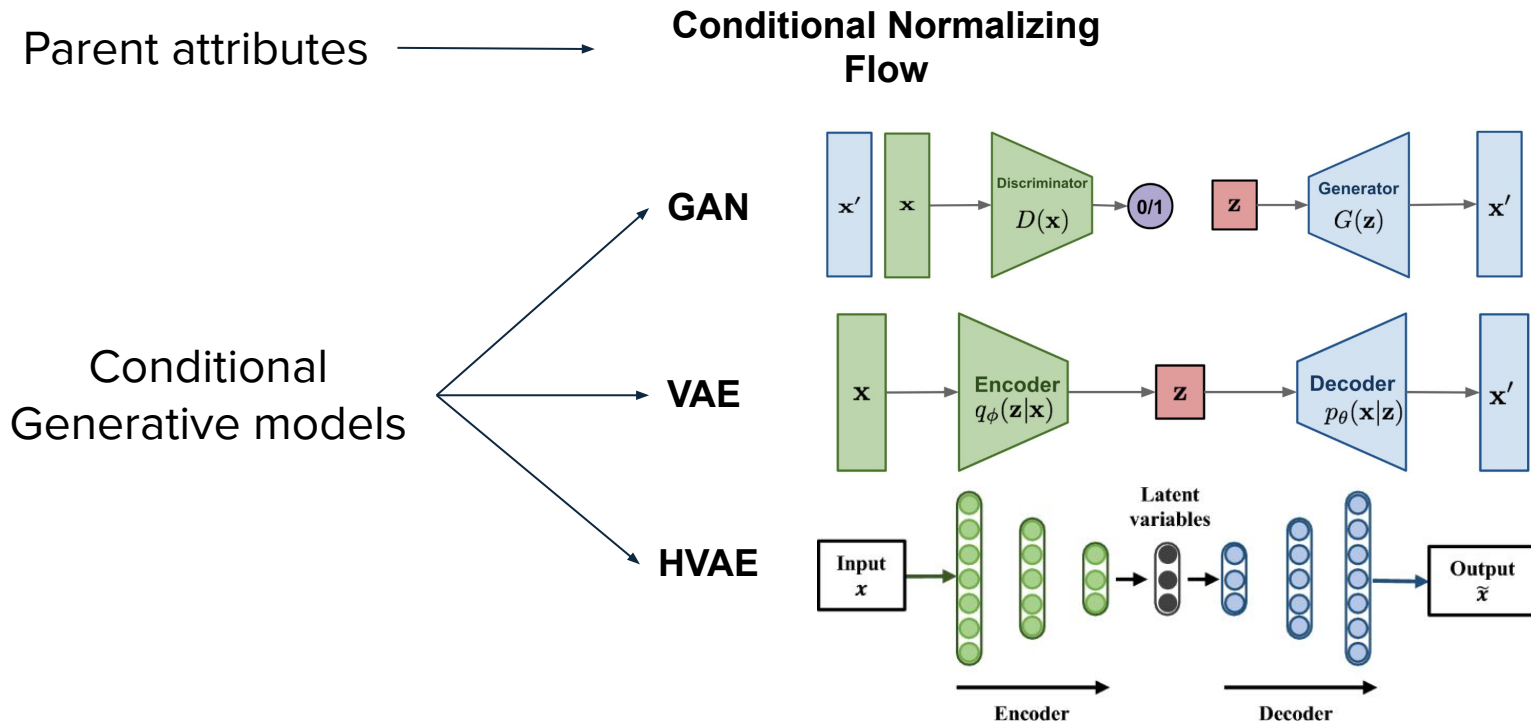 Parent attributes
Conditional Normalizing
Flow
GAN
x′
x
Discriminator
D(x)
0/1
z
Generator
G(z)
x′
Conditional
Generative models
VAE
x
Encoder
qϕ(z|x)
z
Decoder
pθ(x|z)
x′
HVAE
Input
x
Latent
variables
Output
x̃
Encoder
Decoder